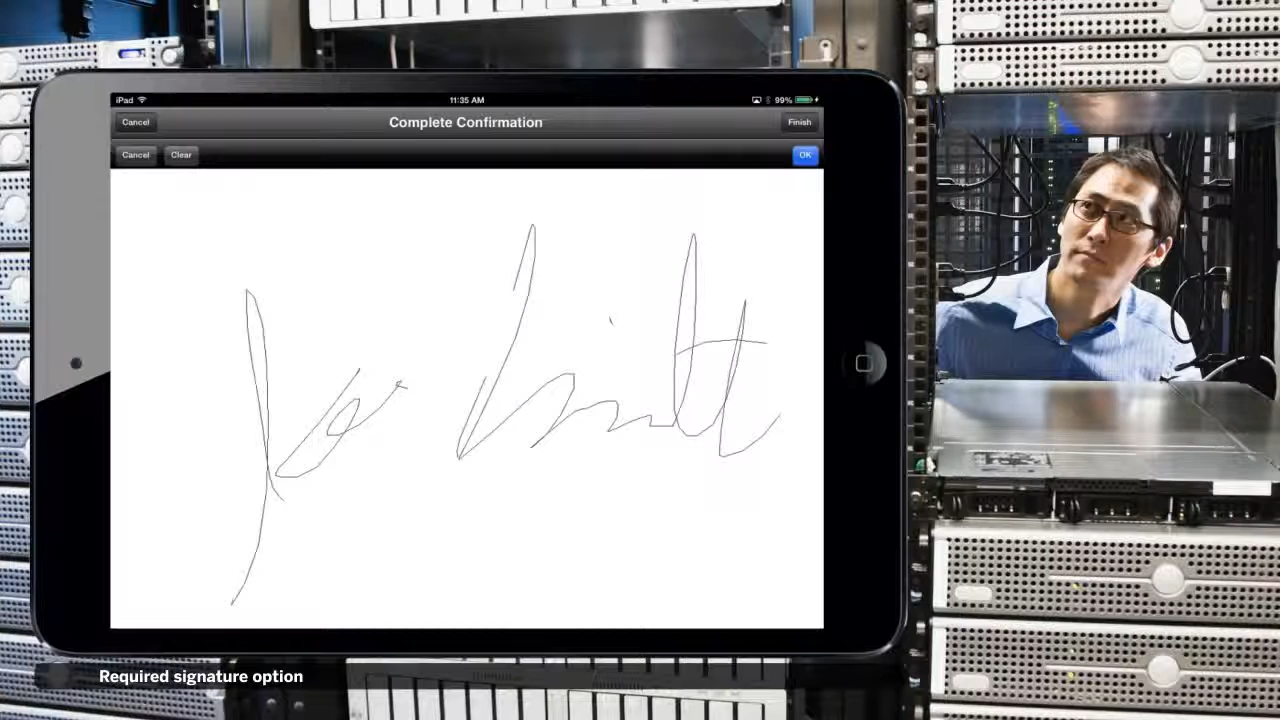 iPad 11:35 AM 99%
Cancel Complete Confirmation Finish
Cancel Clear OK
Required signature option